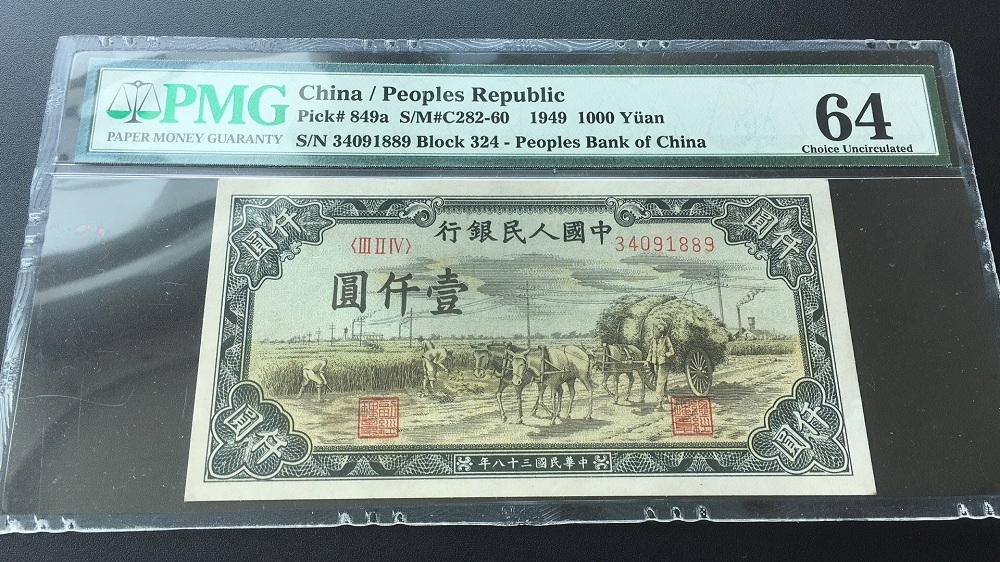 PMG
PAPER MONEY GUARANTY
China / Peoples Republic
Pick# 849a S/M#C282-60 1949 1000 Yüan
S/N 34091889 Block 324 - Peoples Bank of China
64
Choice Uncirculated
仟圓
圓仟
行銀民人國中
〈III II IV〉
34091889
圓仟壹
圓仟
仟圓
年八十三國民華中